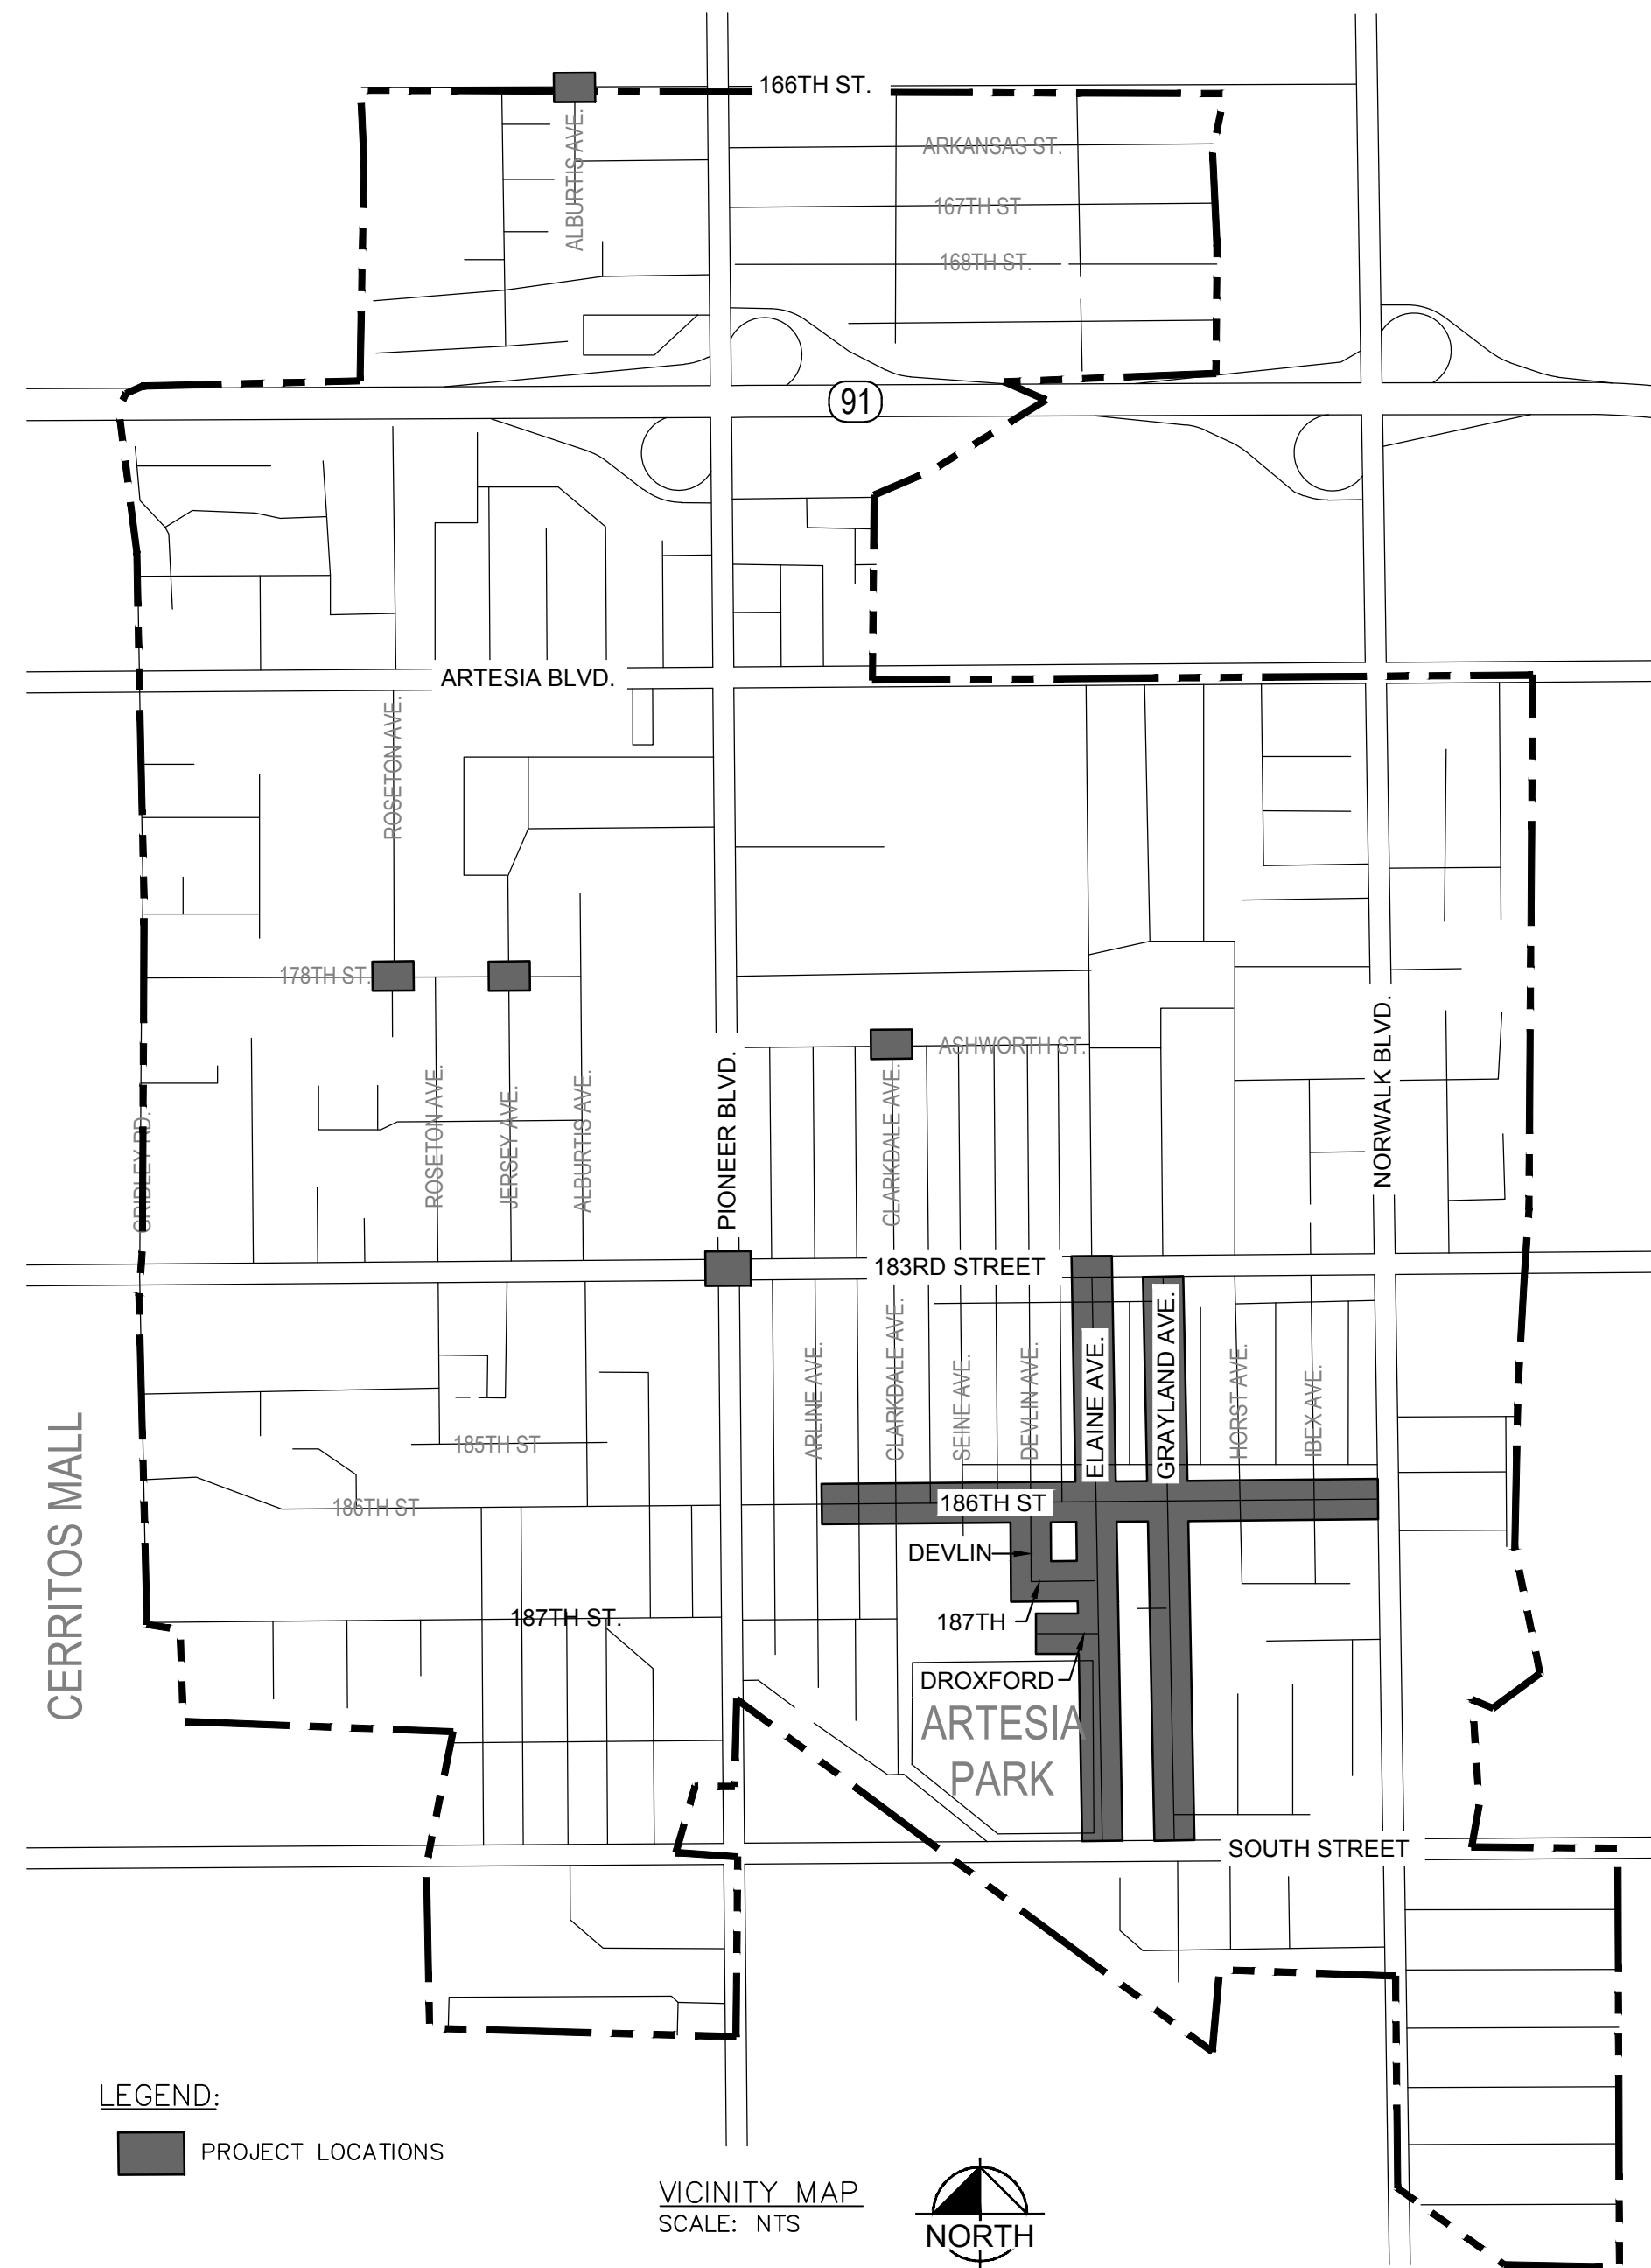 166TH ST.
ALBURTIS AVE.
ARKANSAS ST.
167TH ST
168TH ST.
91
ARTESIA BLVD.
ROSETON AVE.
178TH ST.
ASHWORTH ST.
GRIDLEY RD.
ROSETON AVE.
JERSEY AVE.
ALBURTIS AVE.
PIONEER BLVD.
CLARKDALE AVE.
NORWALK BLVD.
183RD STREET
ARLINE AVE.
CLARKDALE AVE.
SEINE AVE.
DEVLIN AVE.
ELAINE AVE.
GRAYLAND AVE.
HORST AVE.
IBEX AVE.
CERRITOS MALL
185TH ST
186TH ST
186TH ST
DEVLIN
187TH ST.
187TH
DROXFORD
ARTESIA
PARK
SOUTH STREET
LEGEND:
PROJECT LOCATIONS
VICINITY MAP
SCALE: NTS
NORTH